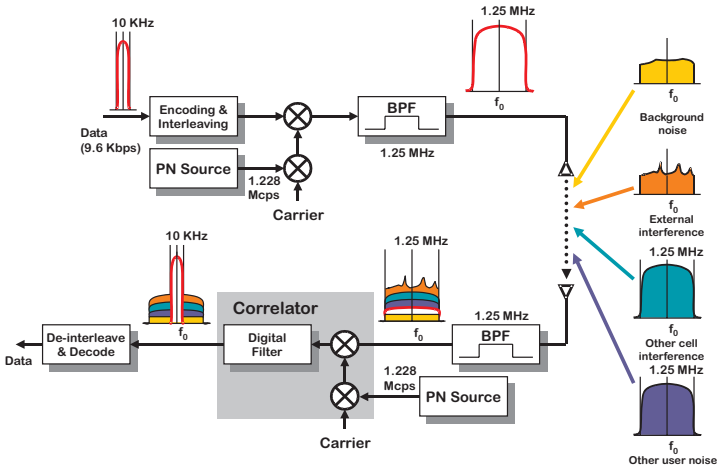 10 KHz
1.25 MHz
f0
Encoding &
Interleaving
BPF
Data
(9.6 Kbps)
1.25 MHz
PN Source
1.228
Mcps
Carrier
f0
Background
noise
f0
External
interference
1.25 MHz
f0
Other cell
interference
1.25 MHz
f0
Other user noise
10 KHz
1.25 MHz
f0
Correlator
f0
1.25 MHz
De-interleave
& Decode
Digital
Filter
BPF
Data
1.228
Mcps
PN Source
Carrier